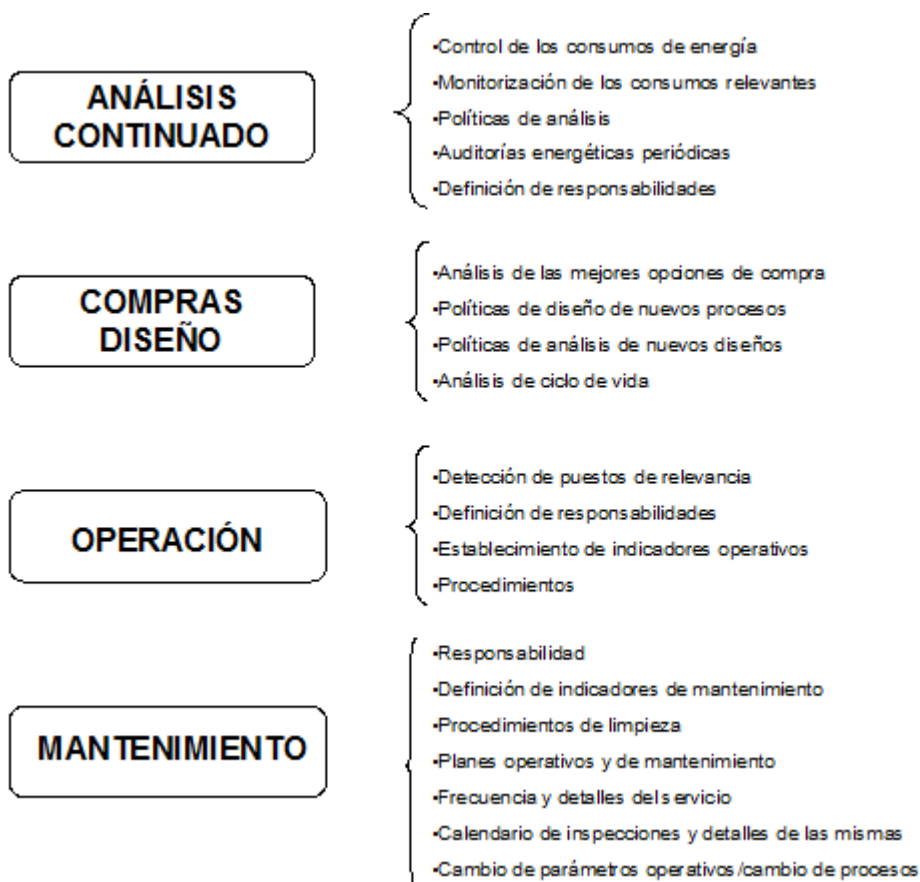 ANÁLISIS
CONTINUADO
▪Control de los consumos de energía
▪Monitorización de los consumos relevantes
▪Políticas de análisis
▪Auditorías energéticas periódicas
▪Definición de responsabilidades
COMPRAS
DISEÑO
▪Análisis de las mejores opciones de compra
▪Políticas de diseño de nuevos procesos
▪Políticas de análisis de nuevos diseños
▪Análisis de ciclo de vida
OPERACIÓN
▪Detección de puestos de relevancia
▪Definición de responsabilidades
▪Establecimiento de indicadores operativos
▪Procedimientos
MANTENIMIENTO
▪Responsabilidad
▪Definición de indicadores de mantenimiento
▪Procedimientos de limpieza
▪Planes operativos y de mantenimiento
▪Frecuencia y detalles del servicio
▪Calendario de inspecciones y detalles de las mismas
▪Cambio de parámetros operativos/cambio de procesos